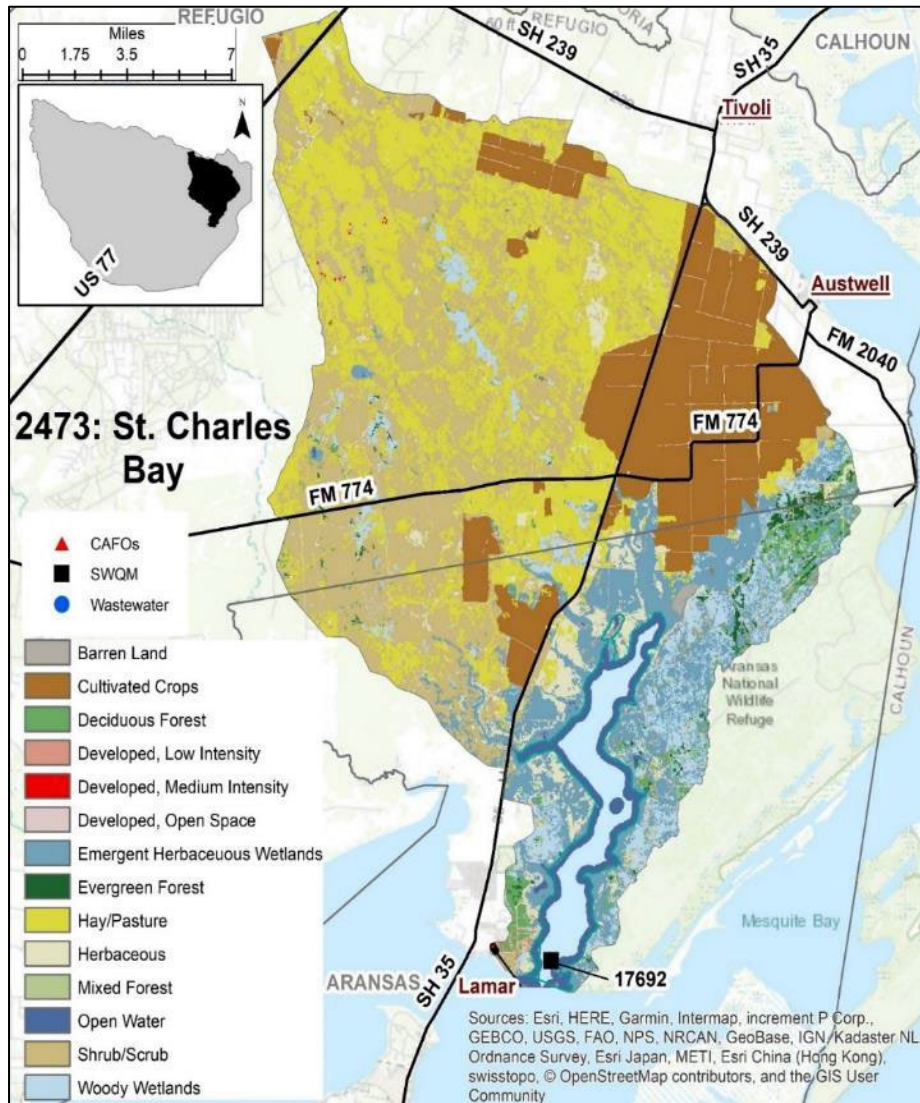 REFUGIO
Miles
0 1.75 3.5 7
N
US 77
60 ft
REFUGIO
SH 239
SH 35
CALHOUN
Tivoli
SH 239
Austwell
FM 2040
FM 774
2473: St. Charles
Bay
FM 774
CAFOs
SWQM
Wastewater
Barren Land
Cultivated Crops
Deciduous Forest
Developed, Low Intensity
Developed, Medium Intensity
Developed, Open Space
Emergent Herbaceuous Wetlands
Evergreen Forest
Hay/Pasture
Herbaceous
Mixed Forest
Open Water
Shrub/Scrub
Woody Wetlands
Aransas
National
Wildlife
Refuge
CALHOUN
Mesquite Bay
ARANSAS
SH 35
Lamar
17692
Sources: Esri, HERE, Garmin, Intermap, increment P Corp.,
GEBCO, USGS, FAO, NPS, NRCAN, GeoBase, IGN, Kadaster NL,
Ordnance Survey, Esri Japan, METI, Esri China (Hong Kong),
swisstopo, © OpenStreetMap contributors, and the GIS User
Community